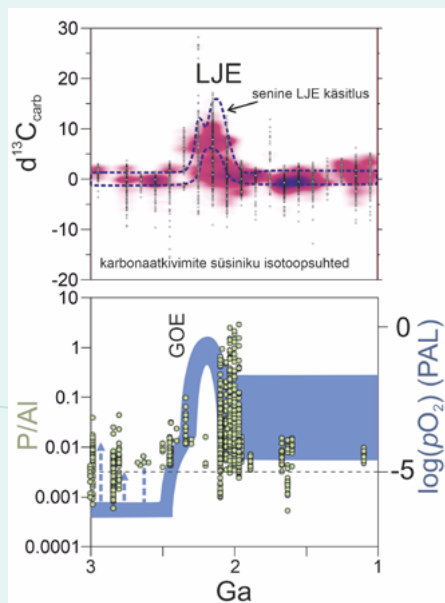 30
20
10
0
-10
-20
d13Ccarb
LJE
senine LJE käsitlus
karbonaatkivimite süsiniku isotoopsuhted
10
1
0.1
0.01
0.001
0.0001
P/Al
GOE
0
-5
log(pO2) (PAL)
3
2
1
Ga